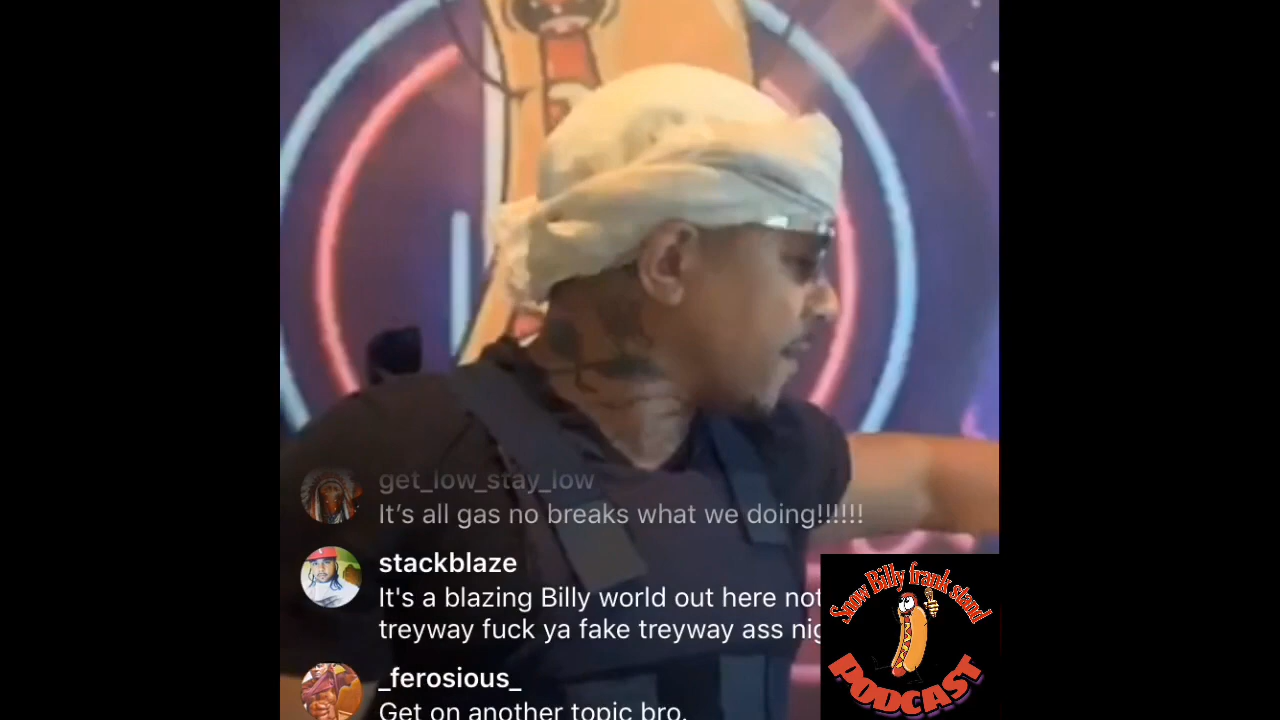 get_low_stay_low
It’s all gas no breaks what we doing!!!!!!
stackblaze
It's a blazing Billy world out here not
treyway fuck ya fake treyway ass nig
_ferosious_
Get on another topic bro.
Snow Billy frank stand
PODCAST